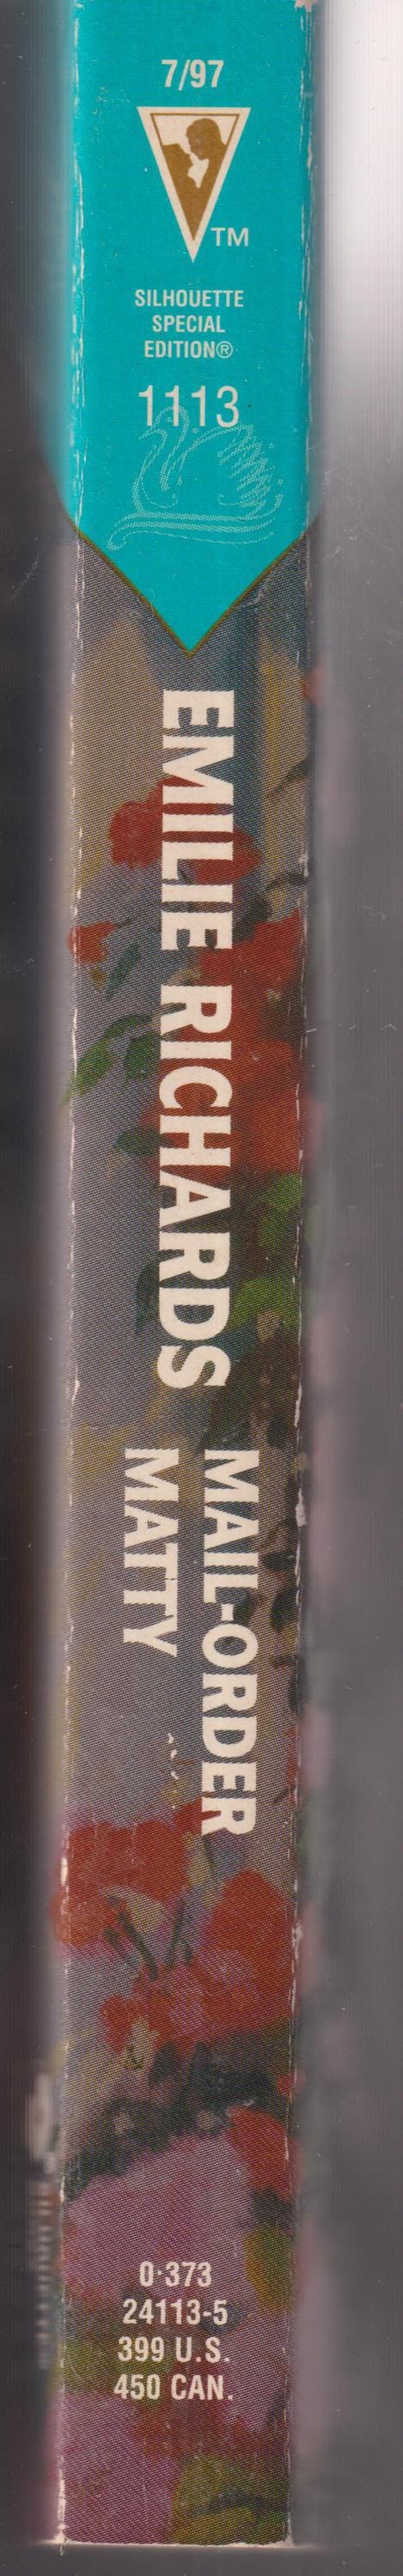 7/97
TM
SILHOUETTE
SPECIAL
EDITION®
1113
EMILIE RICHARDS
MAIL-ORDER
MATTY
0·373
24113-5
399 U.S.
450 CAN.